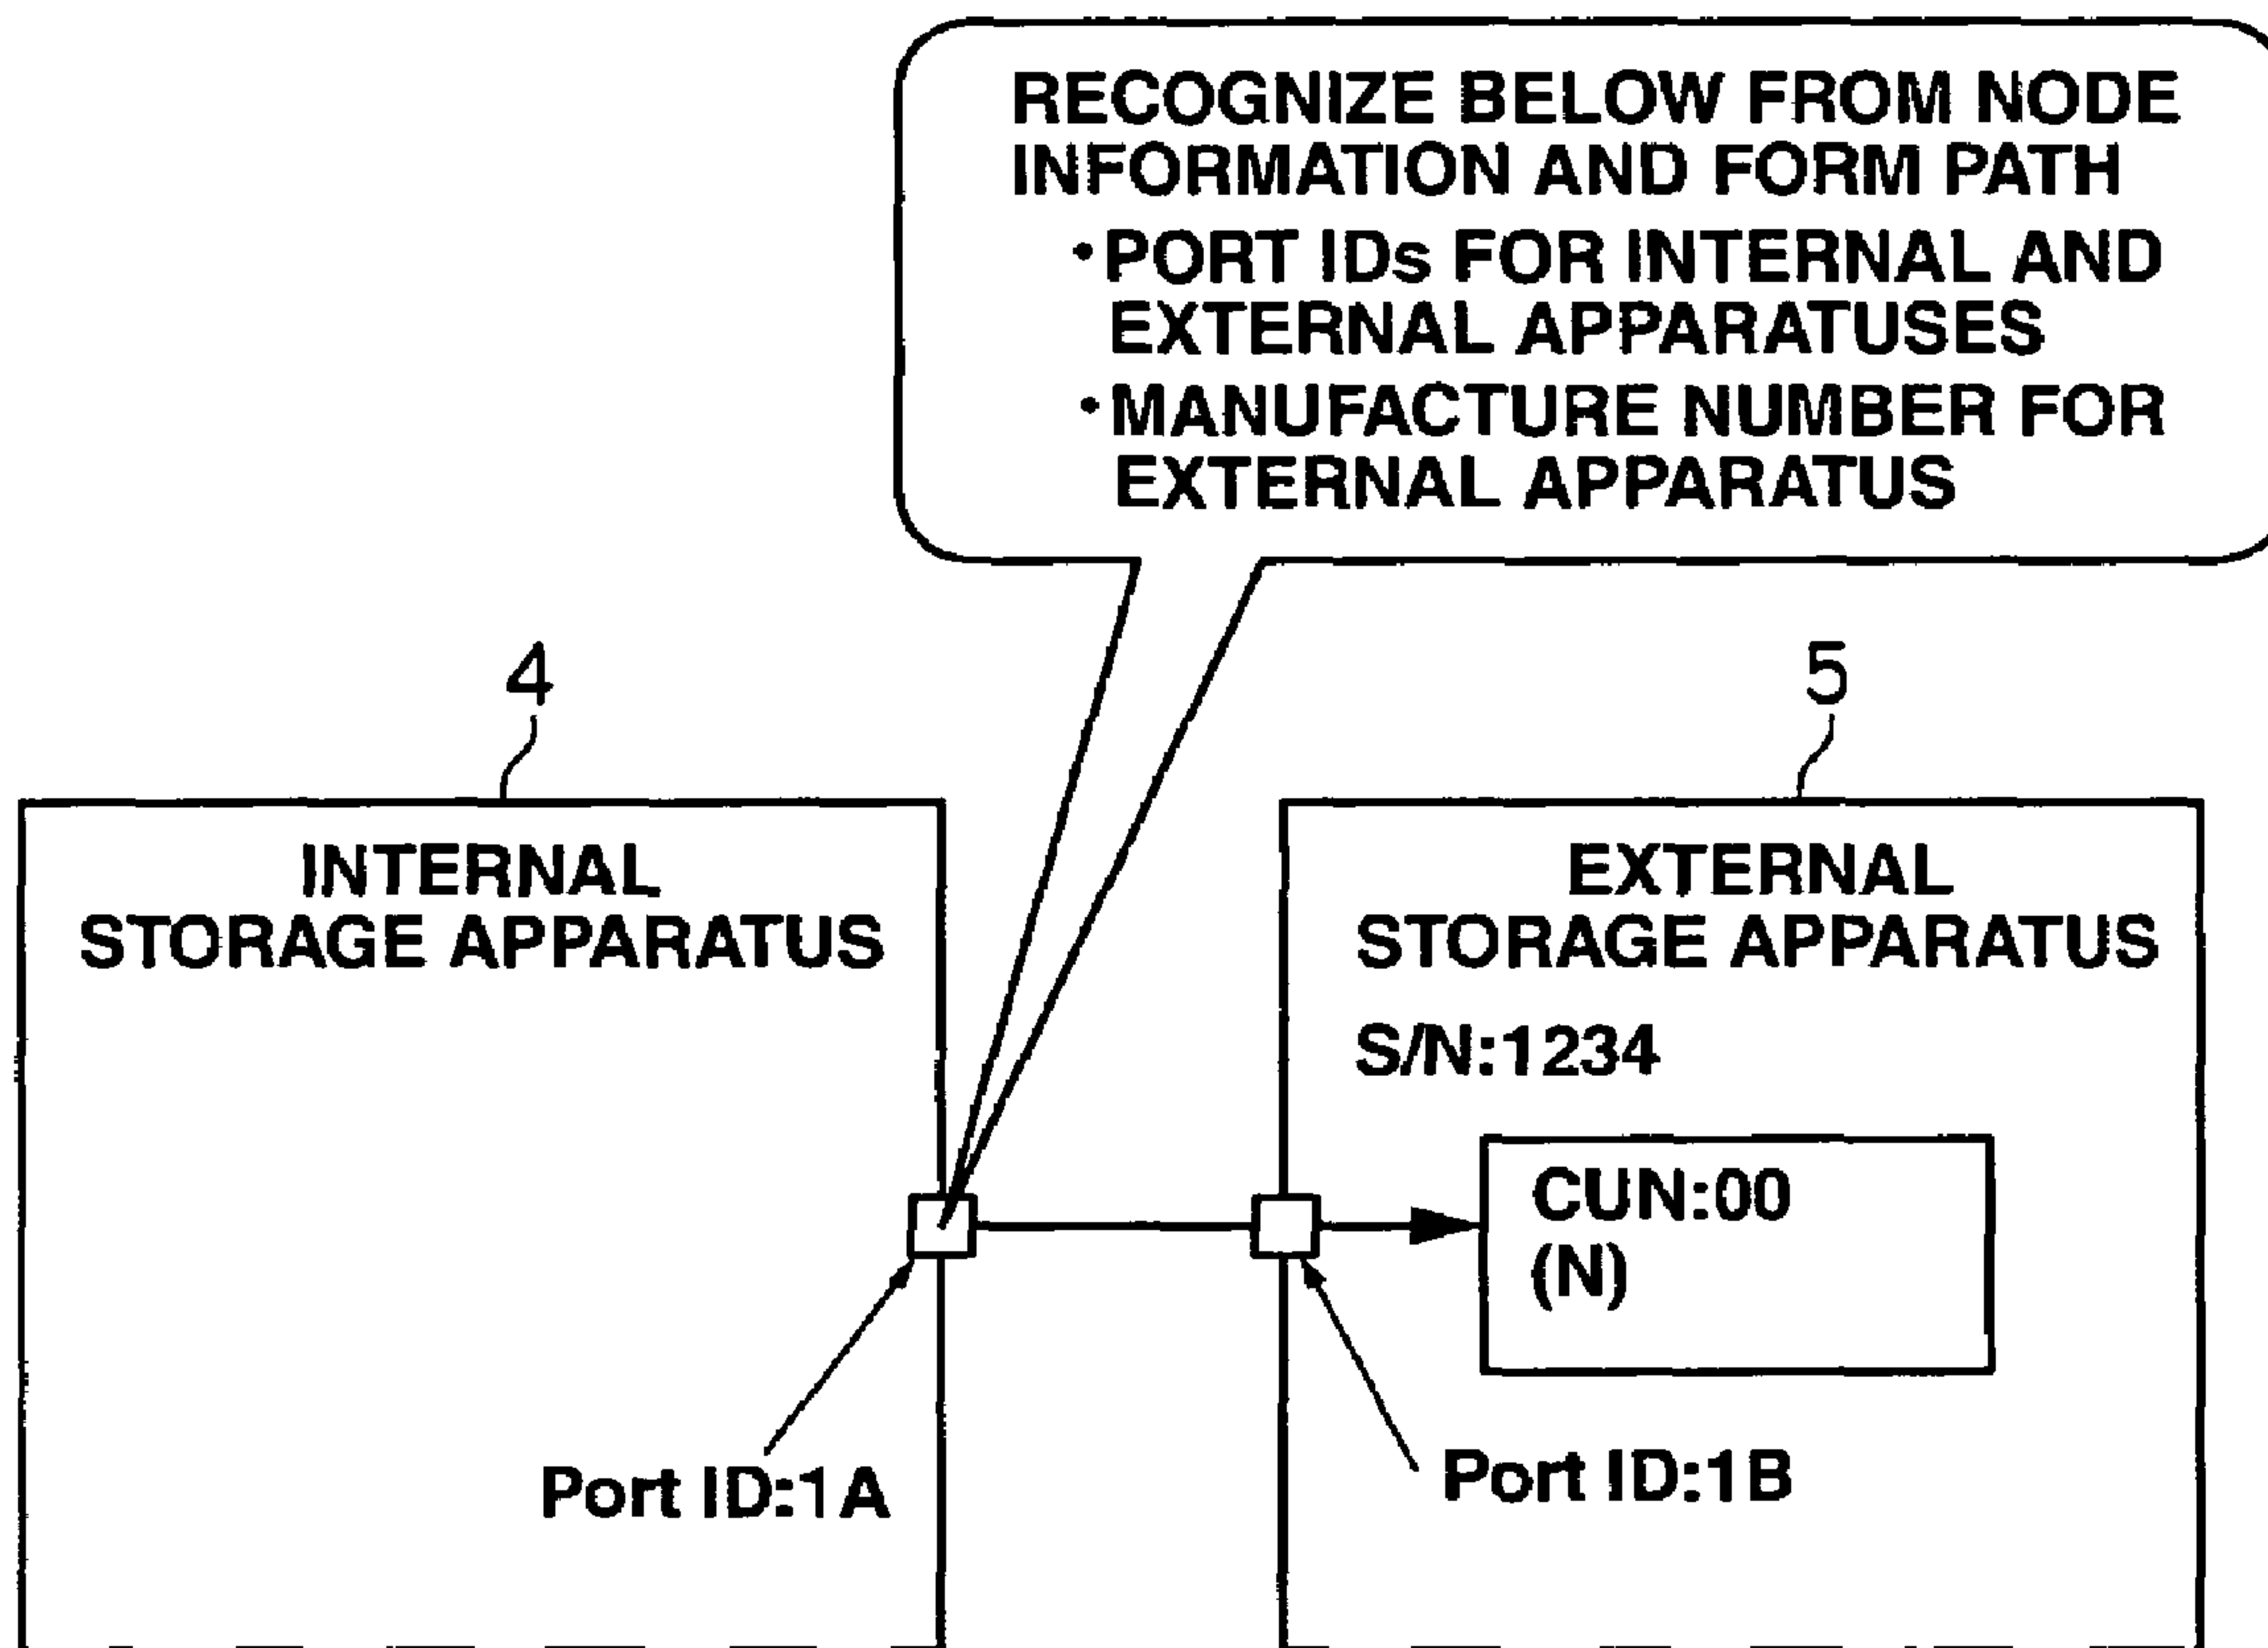 RECOGNIZE BELOW FROM NODE
INFORMATION AND FORM PATH
•PORT IDs FOR INTERNAL AND
EXTERNAL APPARATUSES
•MANUFACTURE NUMBER FOR
EXTERNAL APPARATUS
4
5
INTERNAL
STORAGE APPARATUS
EXTERNAL
STORAGE APPARATUS
S/N:1234
CUN:00
(N)
Port ID:1A
Port ID:1B